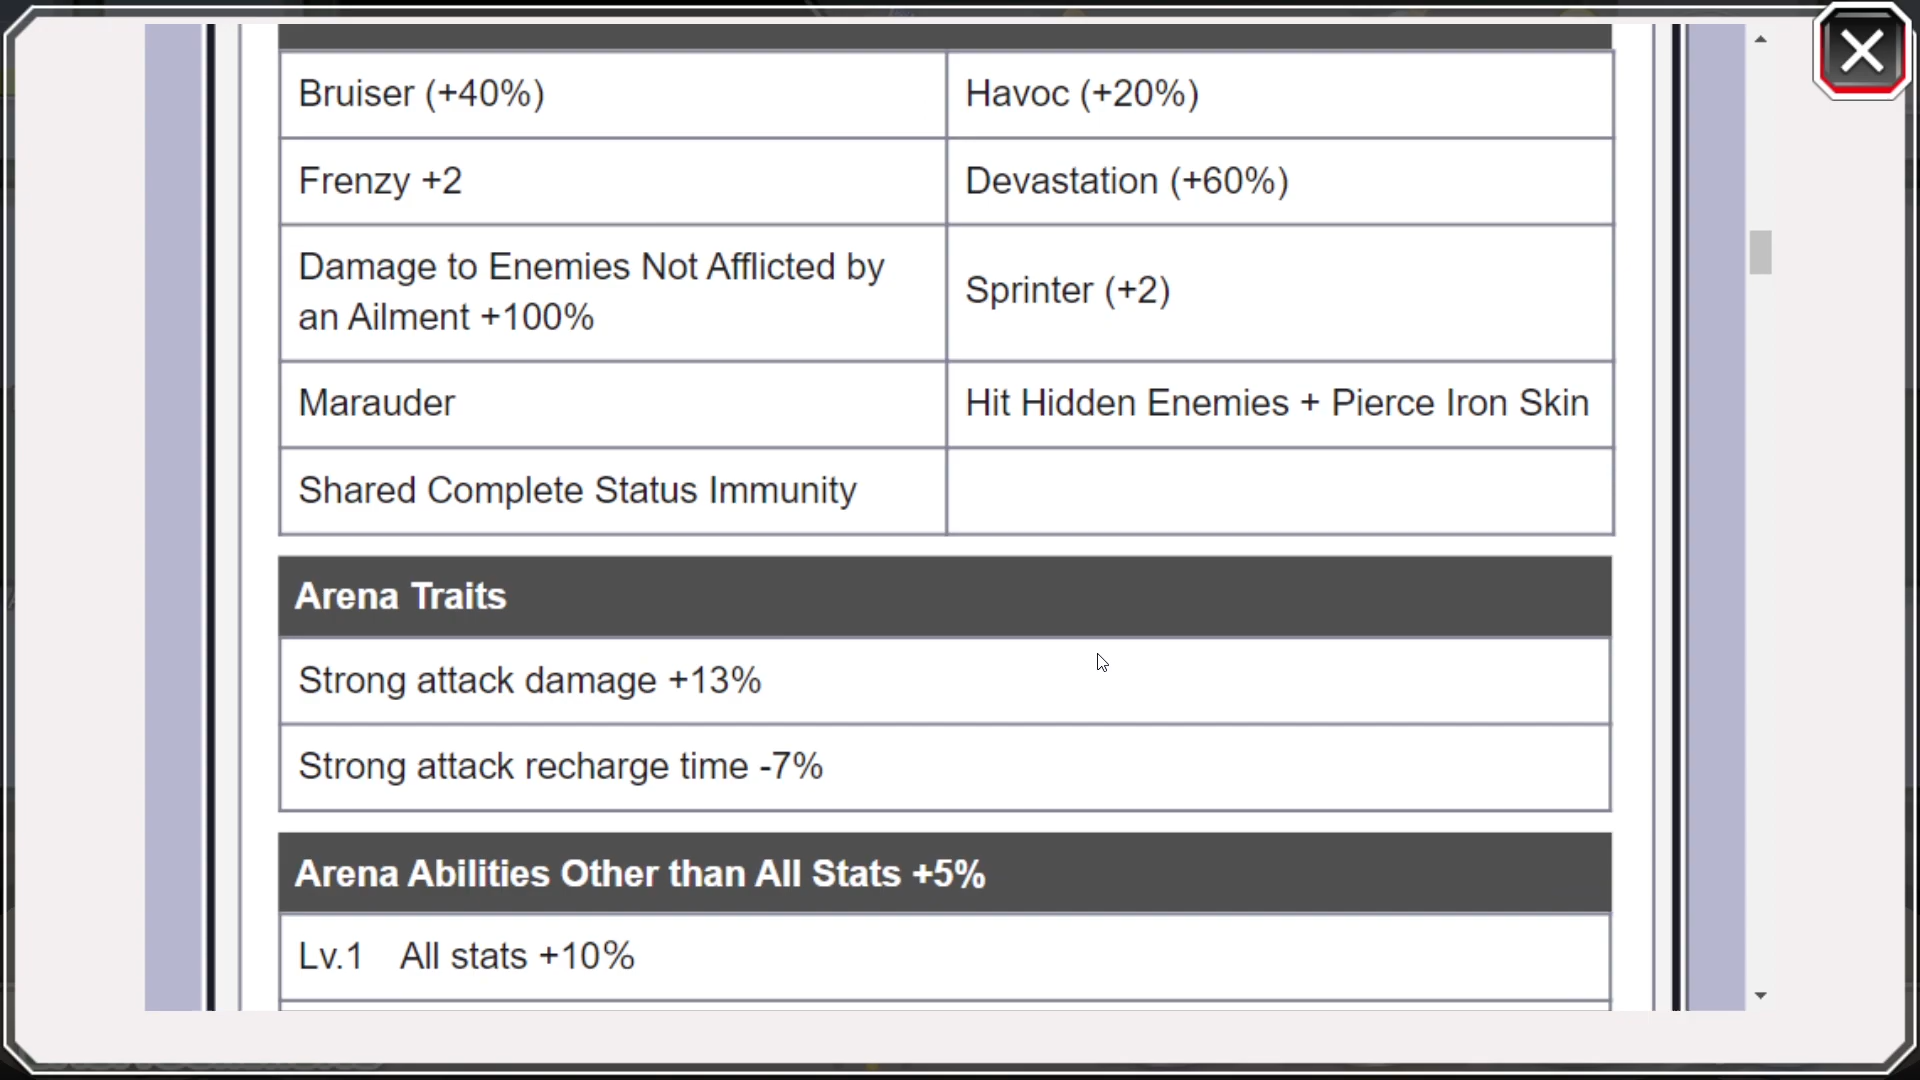 Bruiser (+40%)
Havoc (+20%)
Frenzy +2
Devastation (+60%)
Damage to Enemies Not Afflicted by
an Ailment +100%
Sprinter (+2)
Marauder
Hit Hidden Enemies + Pierce Iron Skin
Shared Complete Status Immunity
Arena Traits
Strong attack damage +13%
Strong attack recharge time -7%
Arena Abilities Other than All Stats +5%
Lv.1 All stats +10%